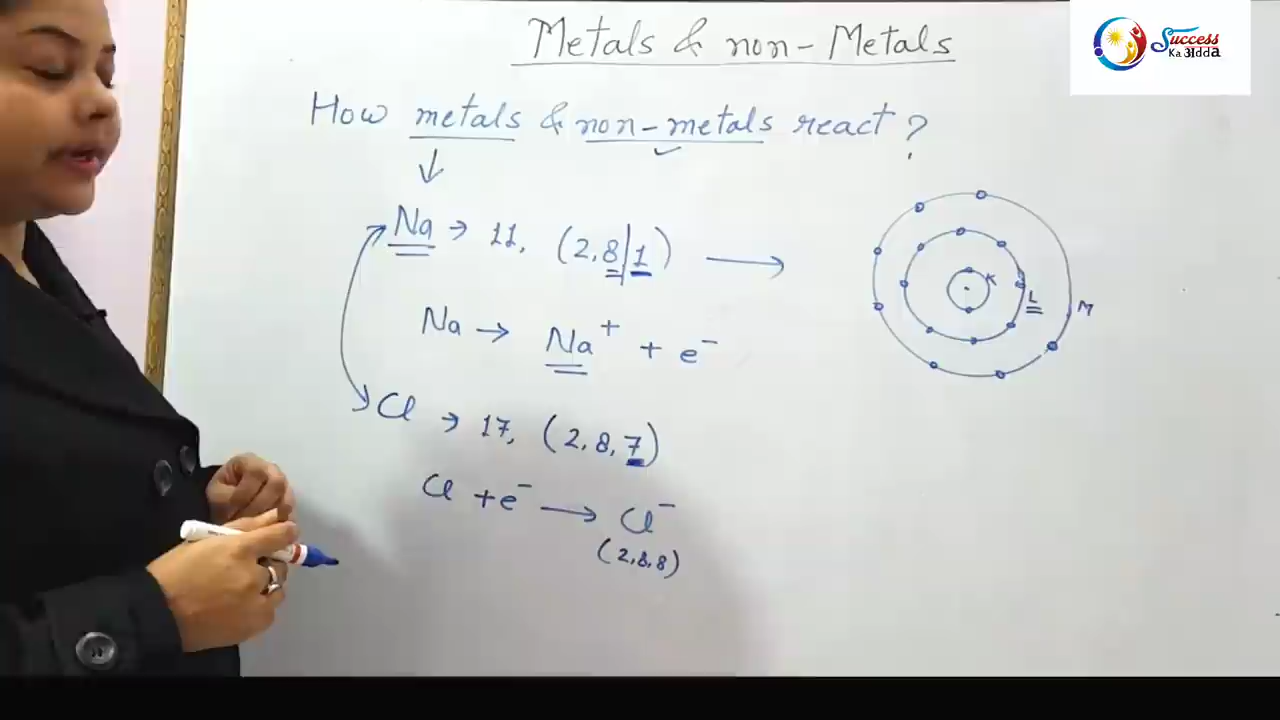 Metals & non-Metals
Success
Ka अdda
How metals & non-metals react?
Na → 11, (2,8|1) →
K
L
M
Na → Na⁺ + e⁻
Cl → 17, (2,8,7)
Cl + e⁻ → Cl⁻
(2,8,8)